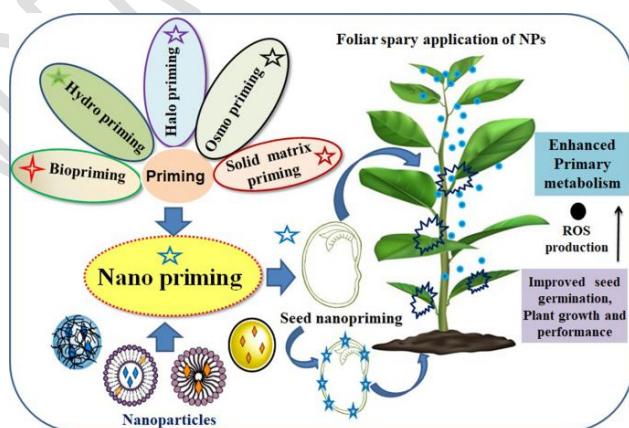 Foliar spary application of NPs
Hydro priming
Halo priming
Osmo priming
Biopriming
Priming
Solid matrix
priming
Nano priming
Seed nanopriming
Nanoparticles
Enhanced
Primary
metabolism
ROS
production
Improved seed
germination,
Plant growth and
performance